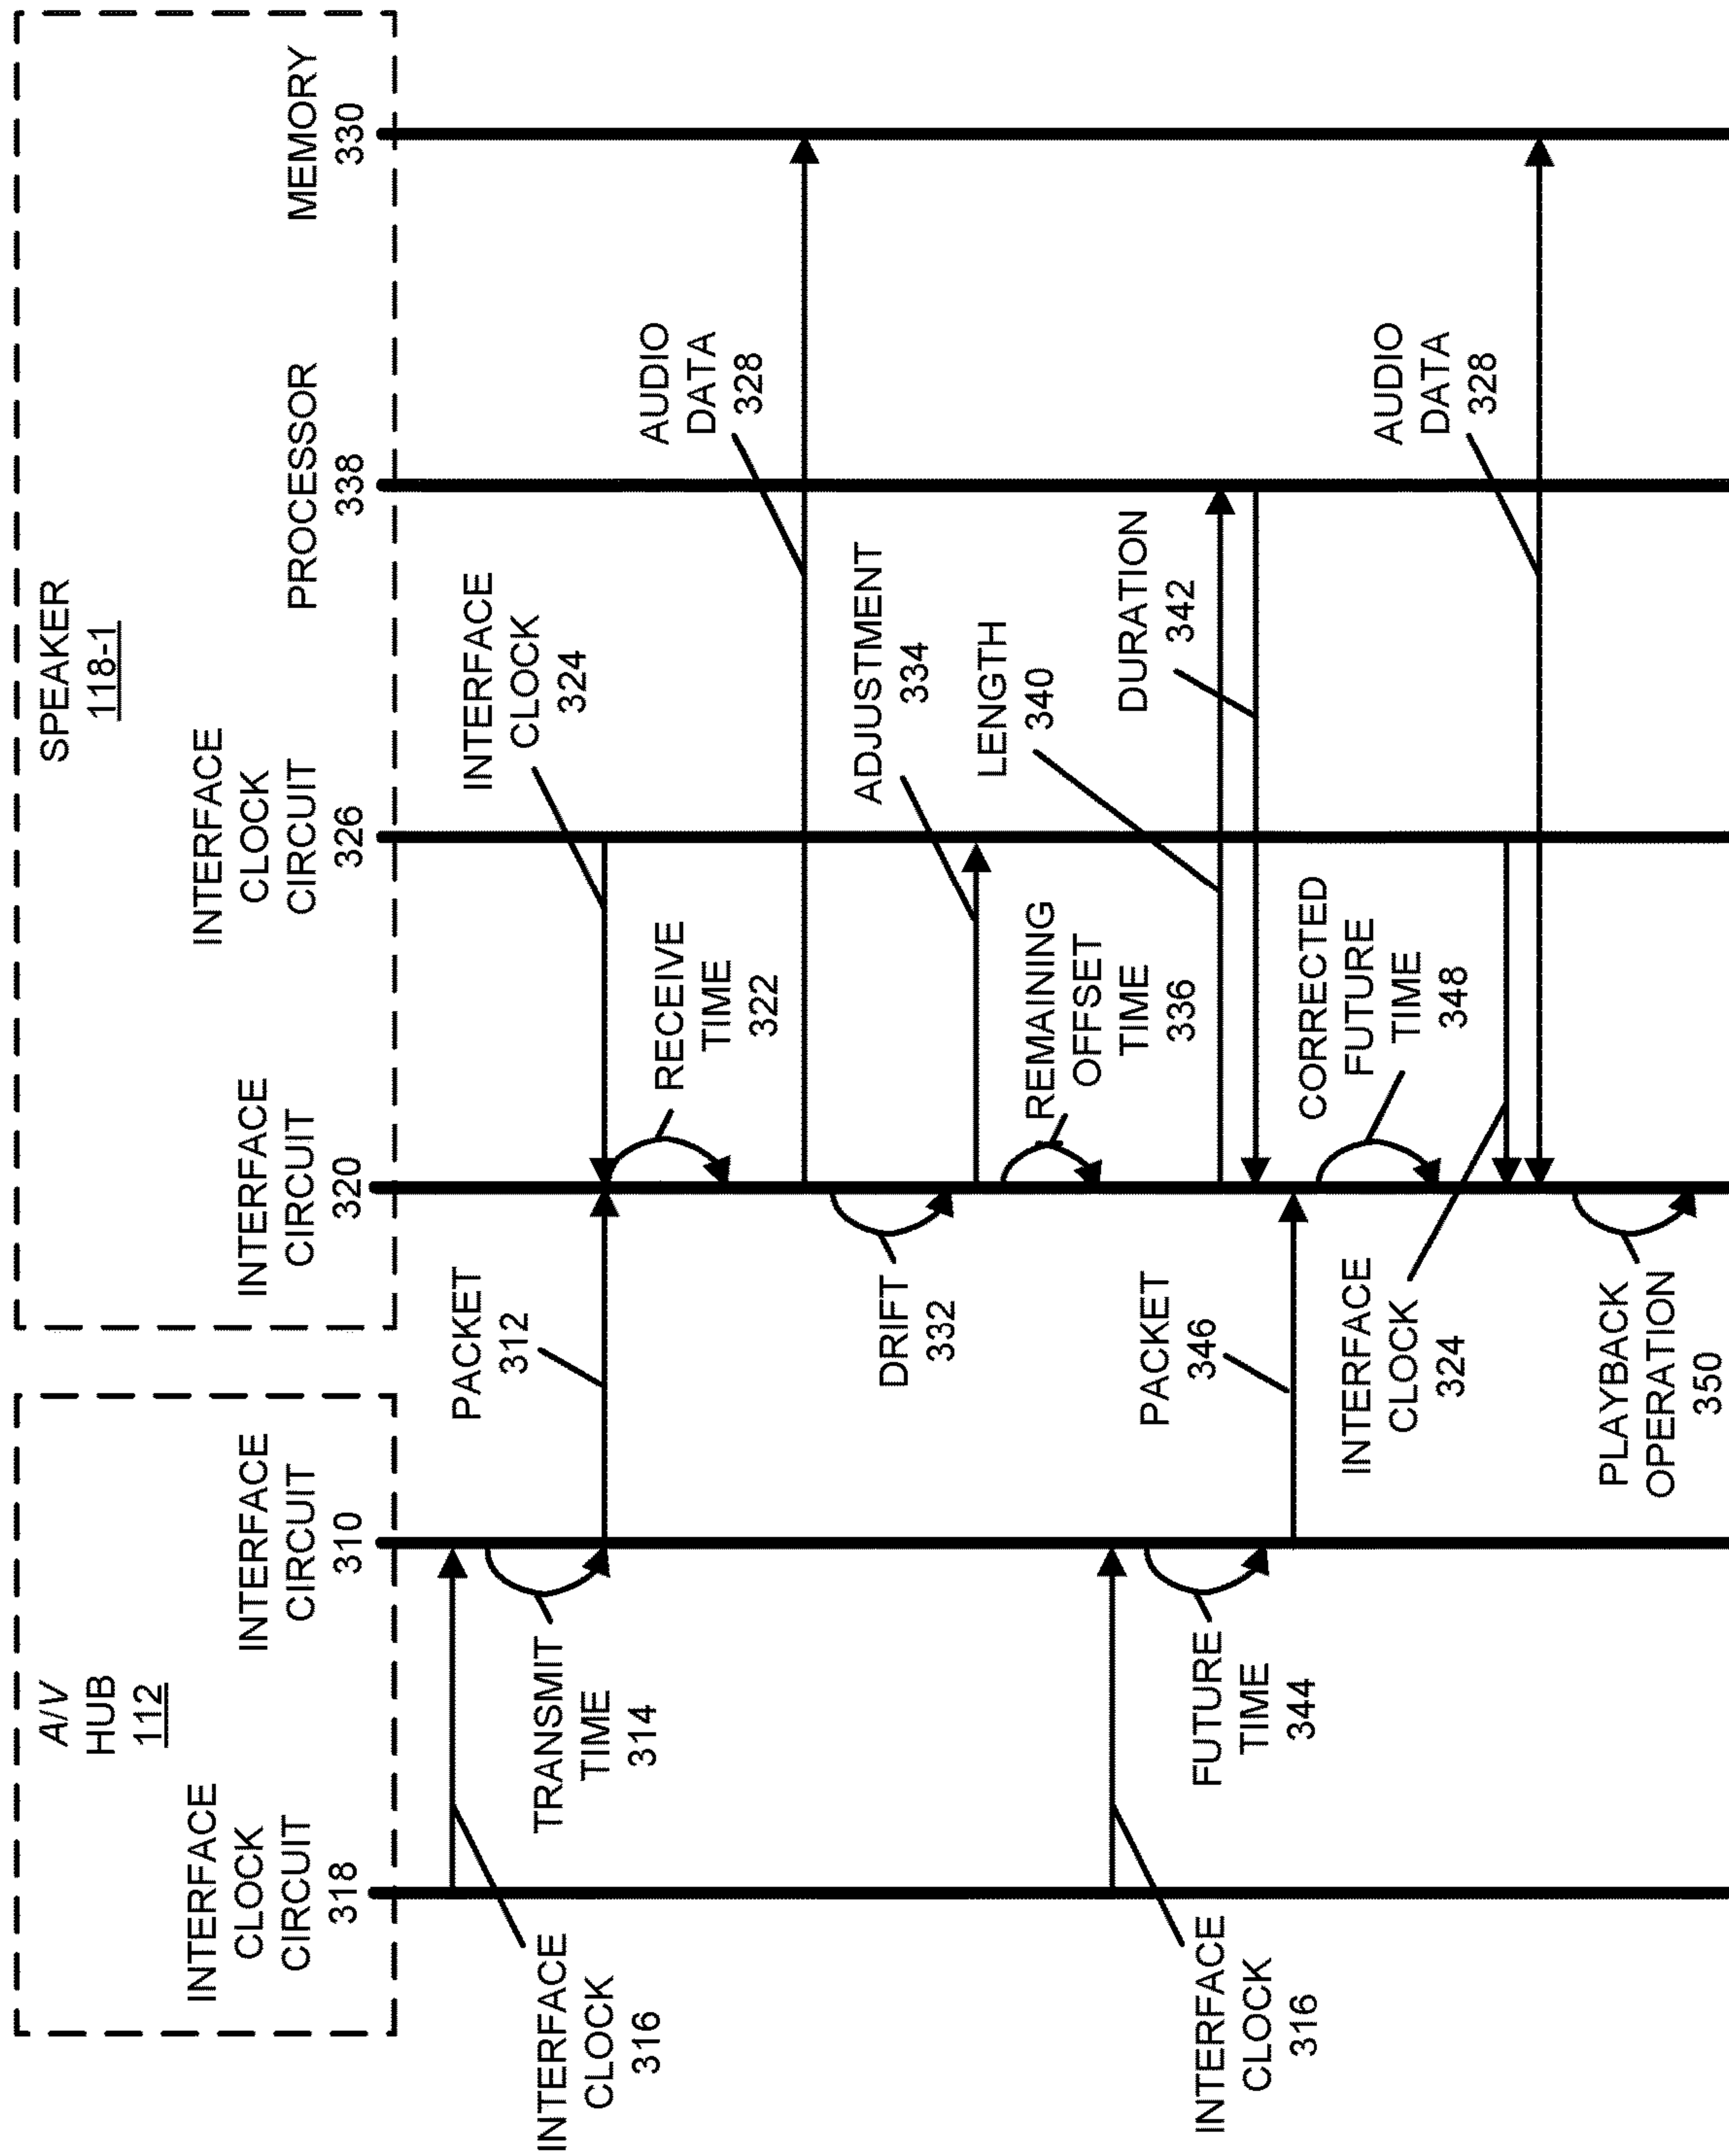 A/V
HUB
112
INTERFACE
CLOCK
CIRCUIT
318
INTERFACE
CIRCUIT
310
SPEAKER
118-1
INTERFACE
CIRCUIT
320
INTERFACE
CLOCK
CIRCUIT
326
PROCESSOR
338
MEMORY
330
INTERFACE
CLOCK
316
TRANSMIT
TIME
314
PACKET
312
INTERFACE
CLOCK
324
RECEIVE
TIME
322
AUDIO
DATA
328
DRIFT
332
ADJUSTMENT
334
REMAINING
OFFSET
TIME
336
LENGTH
340
DURATION
342
INTERFACE
CLOCK
316
FUTURE
TIME
344
PACKET
346
CORRECTED
FUTURE
TIME
348
INTERFACE
CLOCK
324
AUDIO
DATA
328
PLAYBACK
OPERATION
350